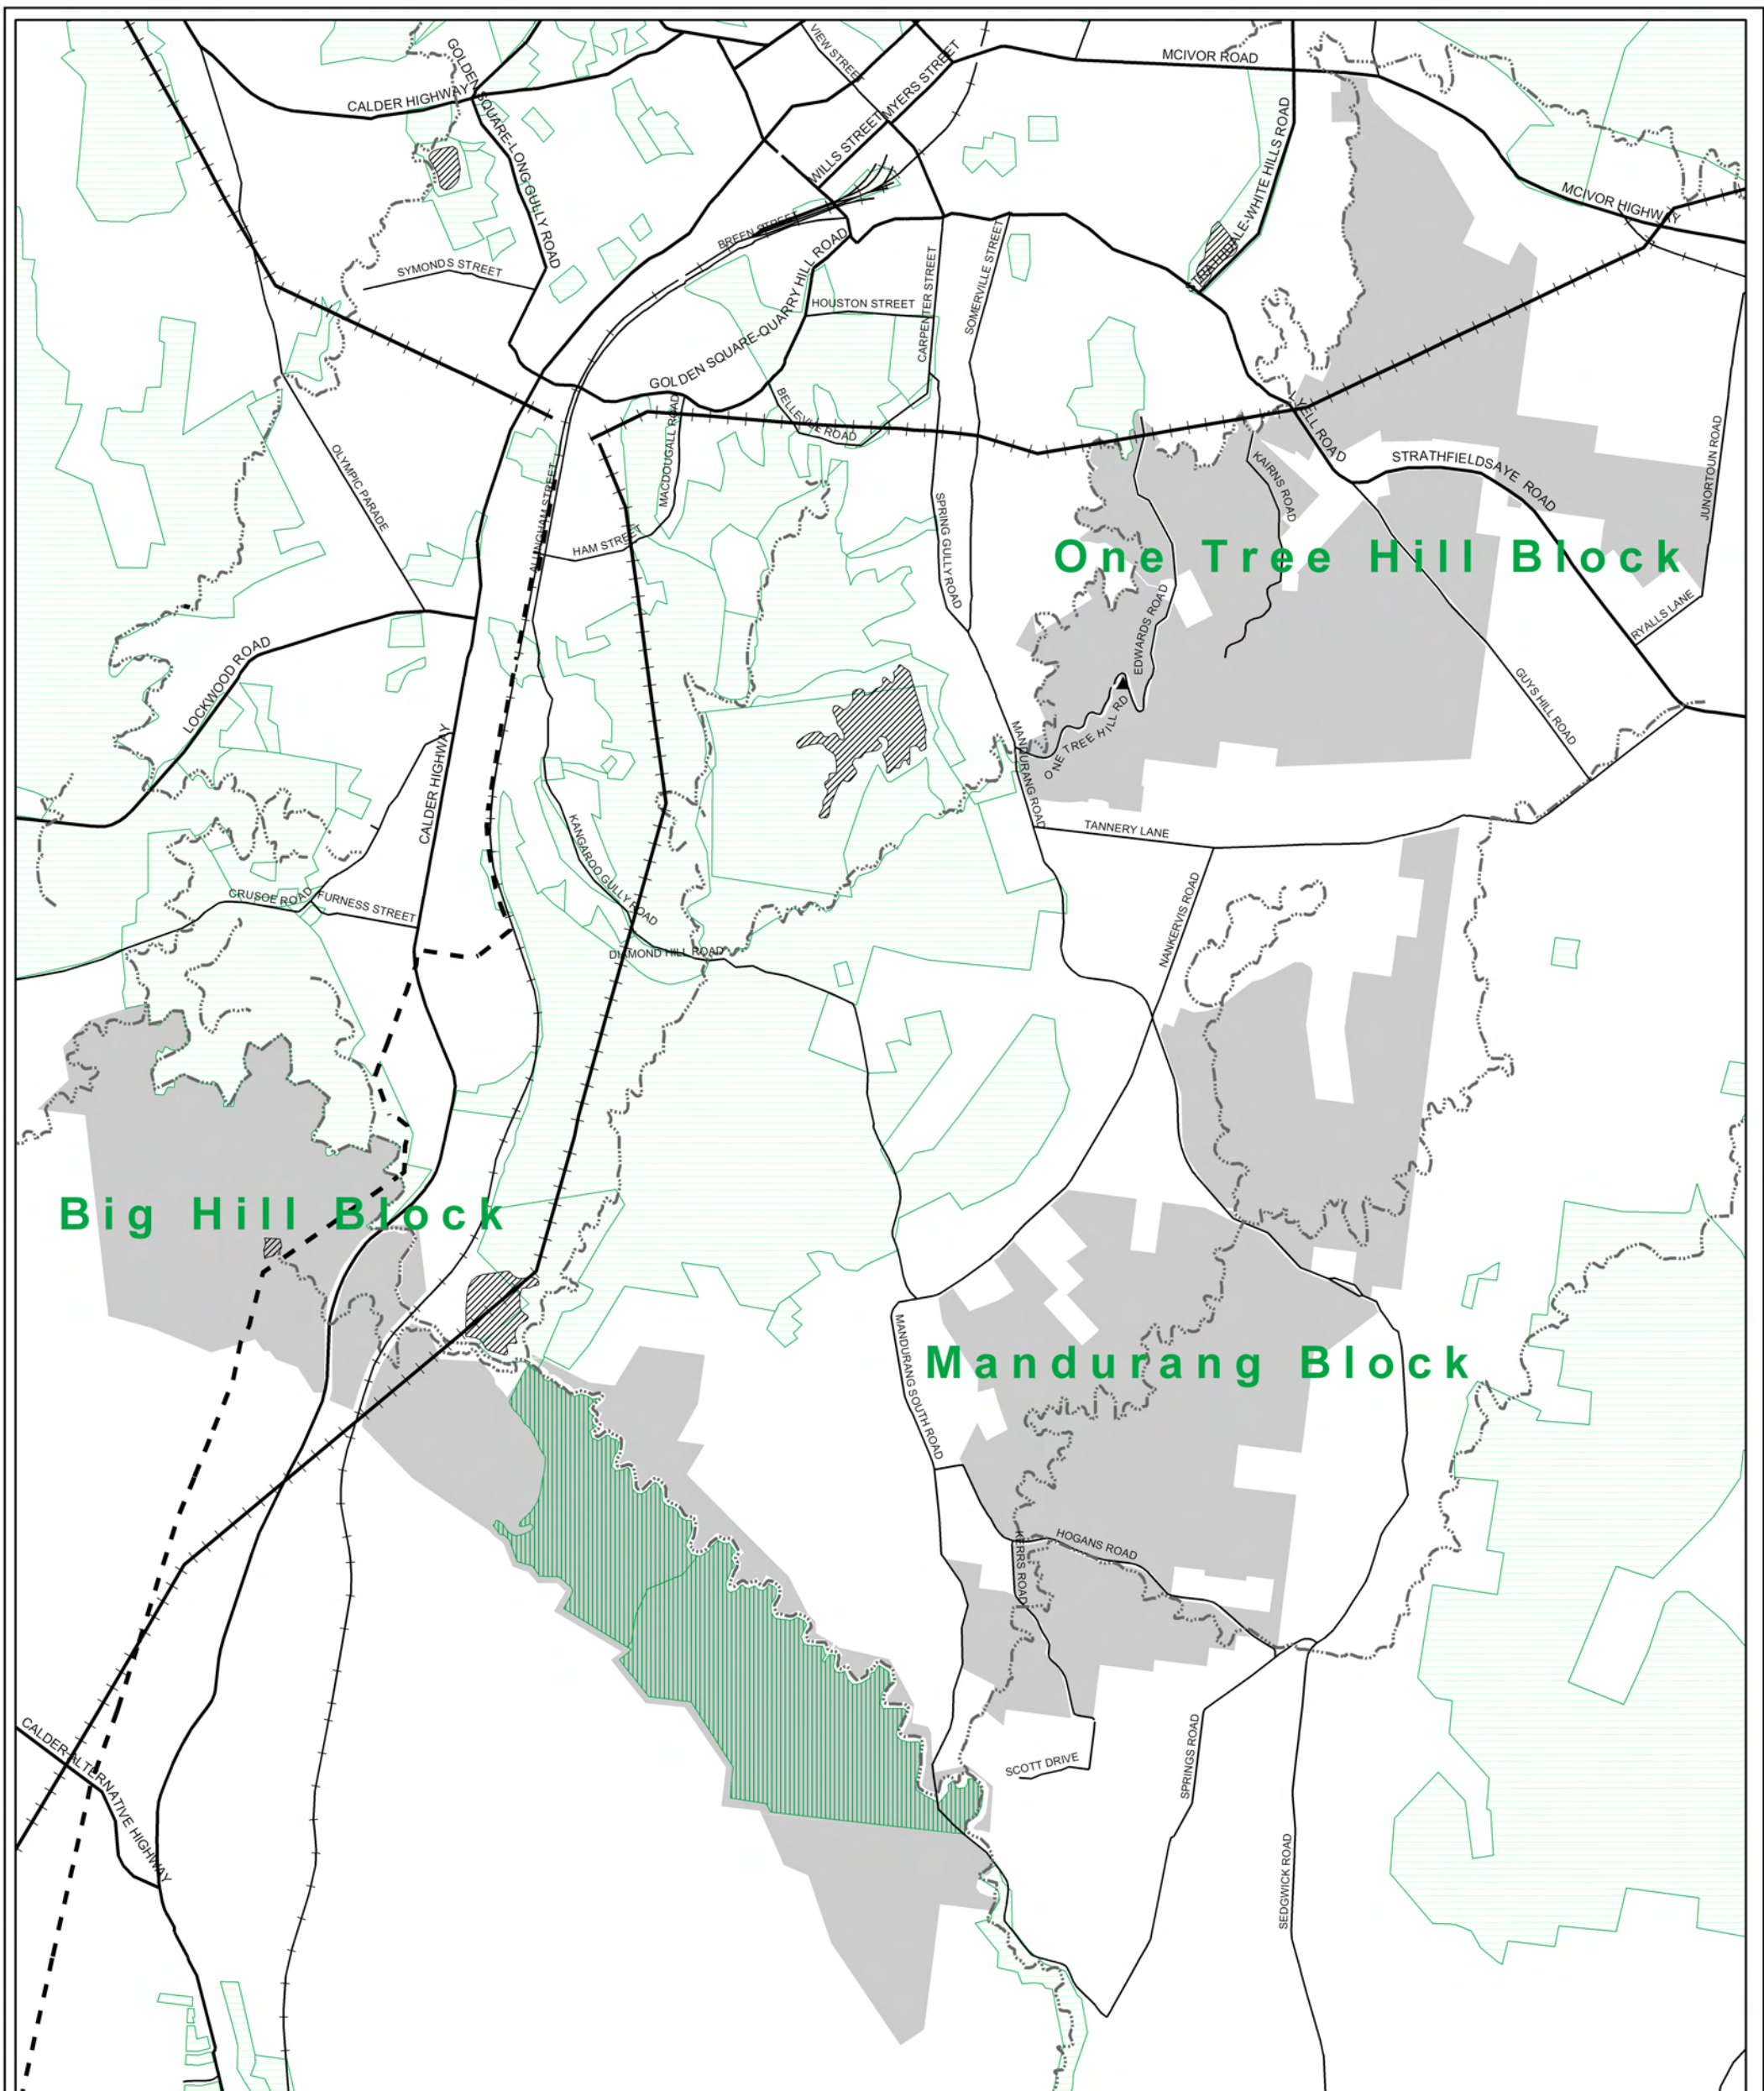 VIEW STREET
GOLDEN SQUARE-LONG GULLY ROAD
MCIVOR ROAD
MYERS STREET
CALDER HIGHWAY
WILLS STREET
STRATHDALE-WHITE HILLS ROAD
MCIVOR HIGHWAY
BREEN STREET
SYMONDS STREET
GOLDEN SQUARE-QUARRY HILL ROAD
HOUSTON STREET
CARPENTER STREET
SOMERVILLE STREET
BELLEVUE ROAD
MACDOUGALL ROAD
LYELL ROAD
STRATHFIELDSAYE ROAD
KAIRNS ROAD
JUNORTOUN ROAD
OLYMPIC PARADE
ALLINGHAM STREET
HAM STREET
SPRING GULLY ROAD
One Tree Hill Block
EDWARDS ROAD
RYALLS LANE
LOCKWOOD ROAD
GUYS HILL ROAD
ONE TREE HILL RD
MANDURANG ROAD
CALDER HIGHWAY
TANNERY LANE
KANGAROO GULLY ROAD
CRUSOE ROAD
FURNESS STREET
NANKERVIS ROAD
DIAMOND HILL ROAD
Big Hill Block
Mandurang Block
MANDURANG SOUTH ROAD
HOGANS ROAD
KERRS ROAD
SCOTT DRIVE
SPRINGS ROAD
CALDER ALTERNATIVE HIGHWAY
SEDGWICK ROAD